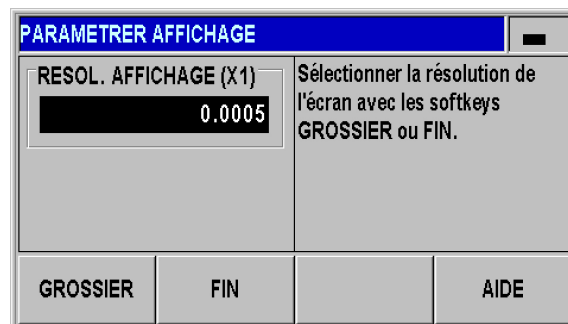 PARAMETRER AFFICHAGE
RESOL. AFFICHAGE (X1)
0.0005
Sélectionner la résolution de
l'écran avec les softkeys
GROSSIER ou FIN.
GROSSIER
FIN
AIDE